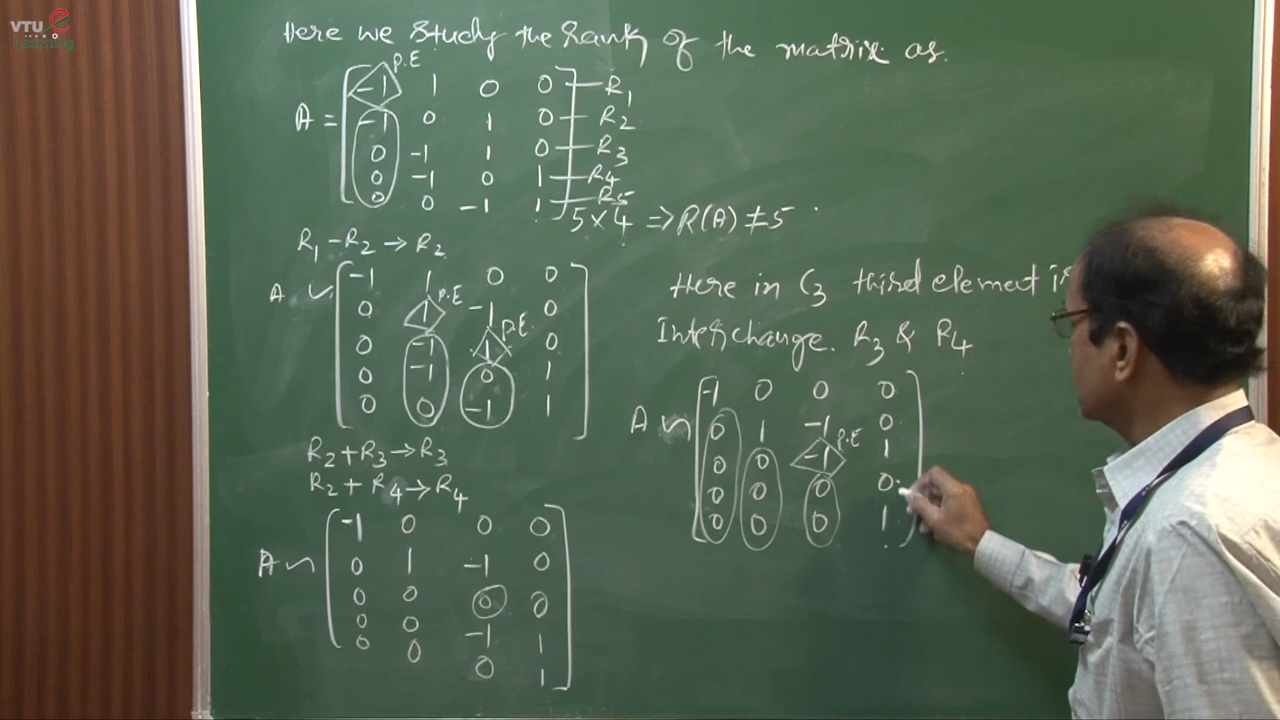 VTU e
Learning
Here we study the Rank of the matrix as.
P.E
A = [ -1 1 0 0 ] — R1
-1 0 1 0 — R2
0 -1 1 0 — R3
0 -1 0 1 — R4
0 0 -1 1 — R5
5 × 4 ⇒ R(A) ≠ 5
R1 - R2 → R2
A ~ [ -1 1 0 0 ]
0 1 P.E -1 0
0 -1 1 P.E. 0
0 -1 0 1
0 0 -1 1
R2 + R3 → R3
R2 + R4 → R4
A ~ [ -1 0 0 0 ]
0 1 -1 0
0 0 0 0
0 0 -1 1
0 0 0 1
Here in C3 third element is
Interchange. R3 & R4
A ~ [ -1 0 0 0 ]
0 1 -1 0
0 0 -1 P.E 1
0 0 0 0
0 0 0 1